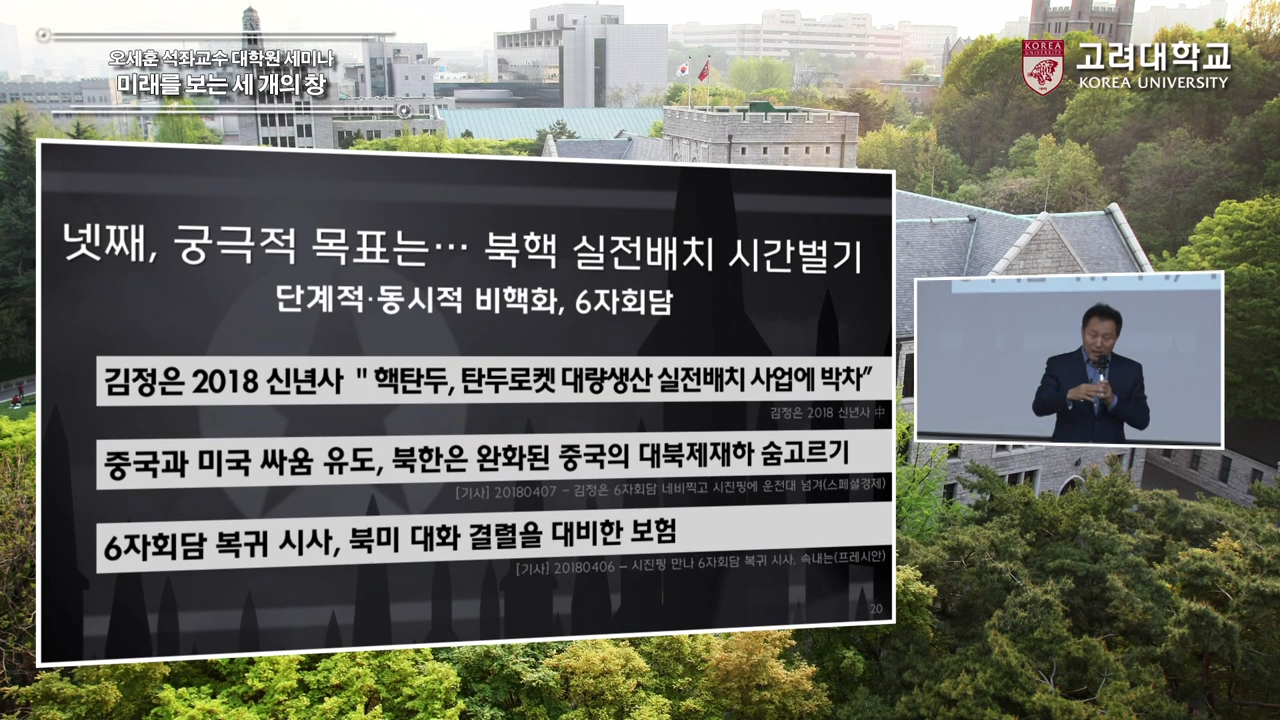 오세훈 석좌교수 대학원 세미나
미래를 보는 세 개의 창
KOREA
UNIVERSITY
고려대학교
KOREA UNIVERSITY
넷째, 궁극적 목표는… 북핵 실전배치 시간벌기
단계적·동시적 비핵화, 6자회담
김정은 2018 신년사 " 핵탄두, 탄두로켓 대량생산 실전배치 사업에 박차"
김정은 2018 신년사 中
중국과 미국 싸움 유도, 북한은 완화된 중국의 대북제재하 숨고르기
[기사] 20180407 - 김정은 6자회담 네비찍고 시진핑에 운전대 넘겨(스페셜경제)
6자회담 복귀 시사, 북미 대화 결렬을 대비한 보험
[기사] 20180406 – 시진핑 만나 6자회담 복귀 시사, 속내는(프레시안)
20